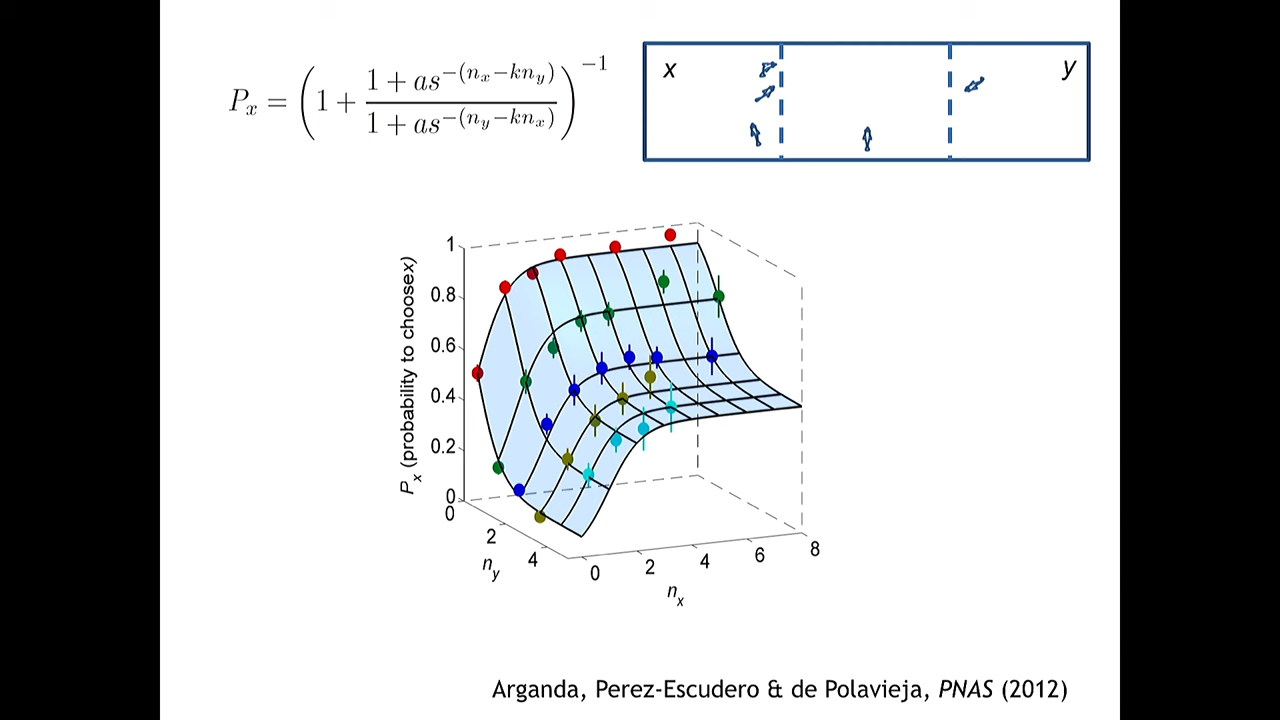 P_x = (1 + (1 + as^{-(n_x - kn_y)}) / (1 + as^{-(n_y - kn_x)}))^{-1}
x
y
P_x (probability to choosex)
1
0.8
0.6
0.4
0.2
0
0
2
4
n_y
0
2
4
6
8
n_x
Arganda, Perez-Escudero & de Polavieja, PNAS (2012)